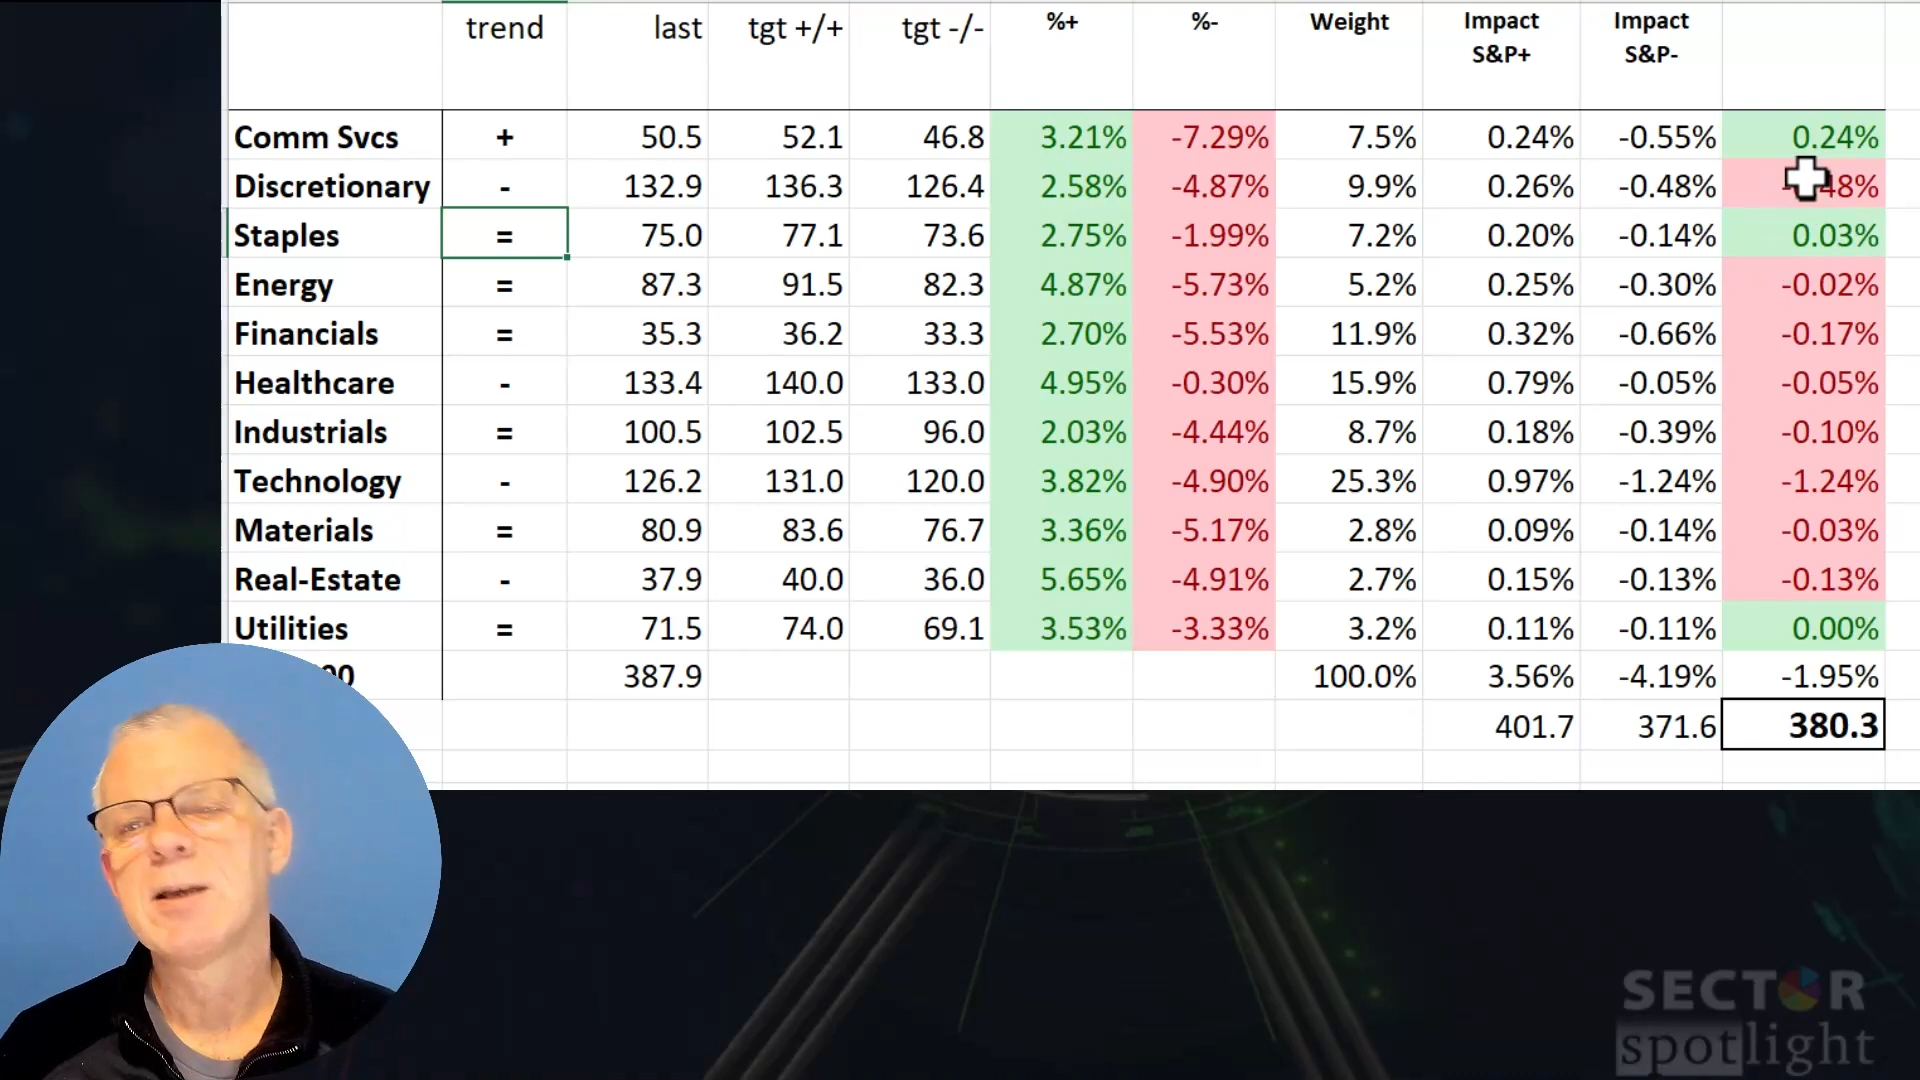 trend last tgt +/+ tgt -/- %+ %- Weight Impact S&P+ Impact S&P-
Comm Svcs + 50.5 52.1 46.8 3.21% -7.29% 7.5% 0.24% -0.55% 0.24%
Discretionary - 132.9 136.3 126.4 2.58% -4.87% 9.9% 0.26% -0.48% 48%
Staples = 75.0 77.1 73.6 2.75% -1.99% 7.2% 0.20% -0.14% 0.03%
Energy = 87.3 91.5 82.3 4.87% -5.73% 5.2% 0.25% -0.30% -0.02%
Financials = 35.3 36.2 33.3 2.70% -5.53% 11.9% 0.32% -0.66% -0.17%
Healthcare - 133.4 140.0 133.0 4.95% -0.30% 15.9% 0.79% -0.05% -0.05%
Industrials = 100.5 102.5 96.0 2.03% -4.44% 8.7% 0.18% -0.39% -0.10%
Technology - 126.2 131.0 120.0 3.82% -4.90% 25.3% 0.97% -1.24% -1.24%
Materials = 80.9 83.6 76.7 3.36% -5.17% 2.8% 0.09% -0.14% -0.03%
Real-Estate - 37.9 40.0 36.0 5.65% -4.91% 2.7% 0.15% -0.13% -0.13%
Utilities = 71.5 74.0 69.1 3.53% -3.33% 3.2% 0.11% -0.11% 0.00%
387.9 100.0% 3.56% -4.19% -1.95%
401.7 371.6 380.3
SECTOR
spotlight